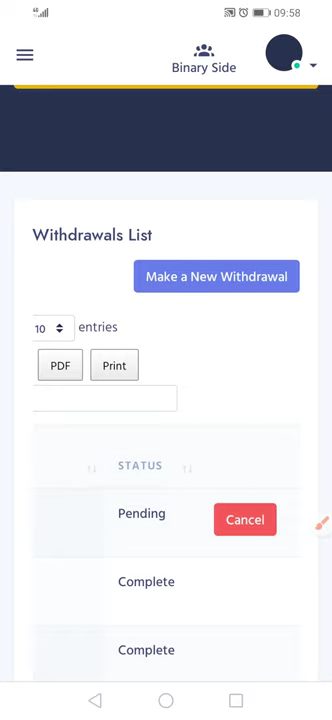 09:58
Binary Side
Withdrawals List
Make a New Withdrawal
10 entries
PDF Print
STATUS
Pending Cancel
Complete
Complete